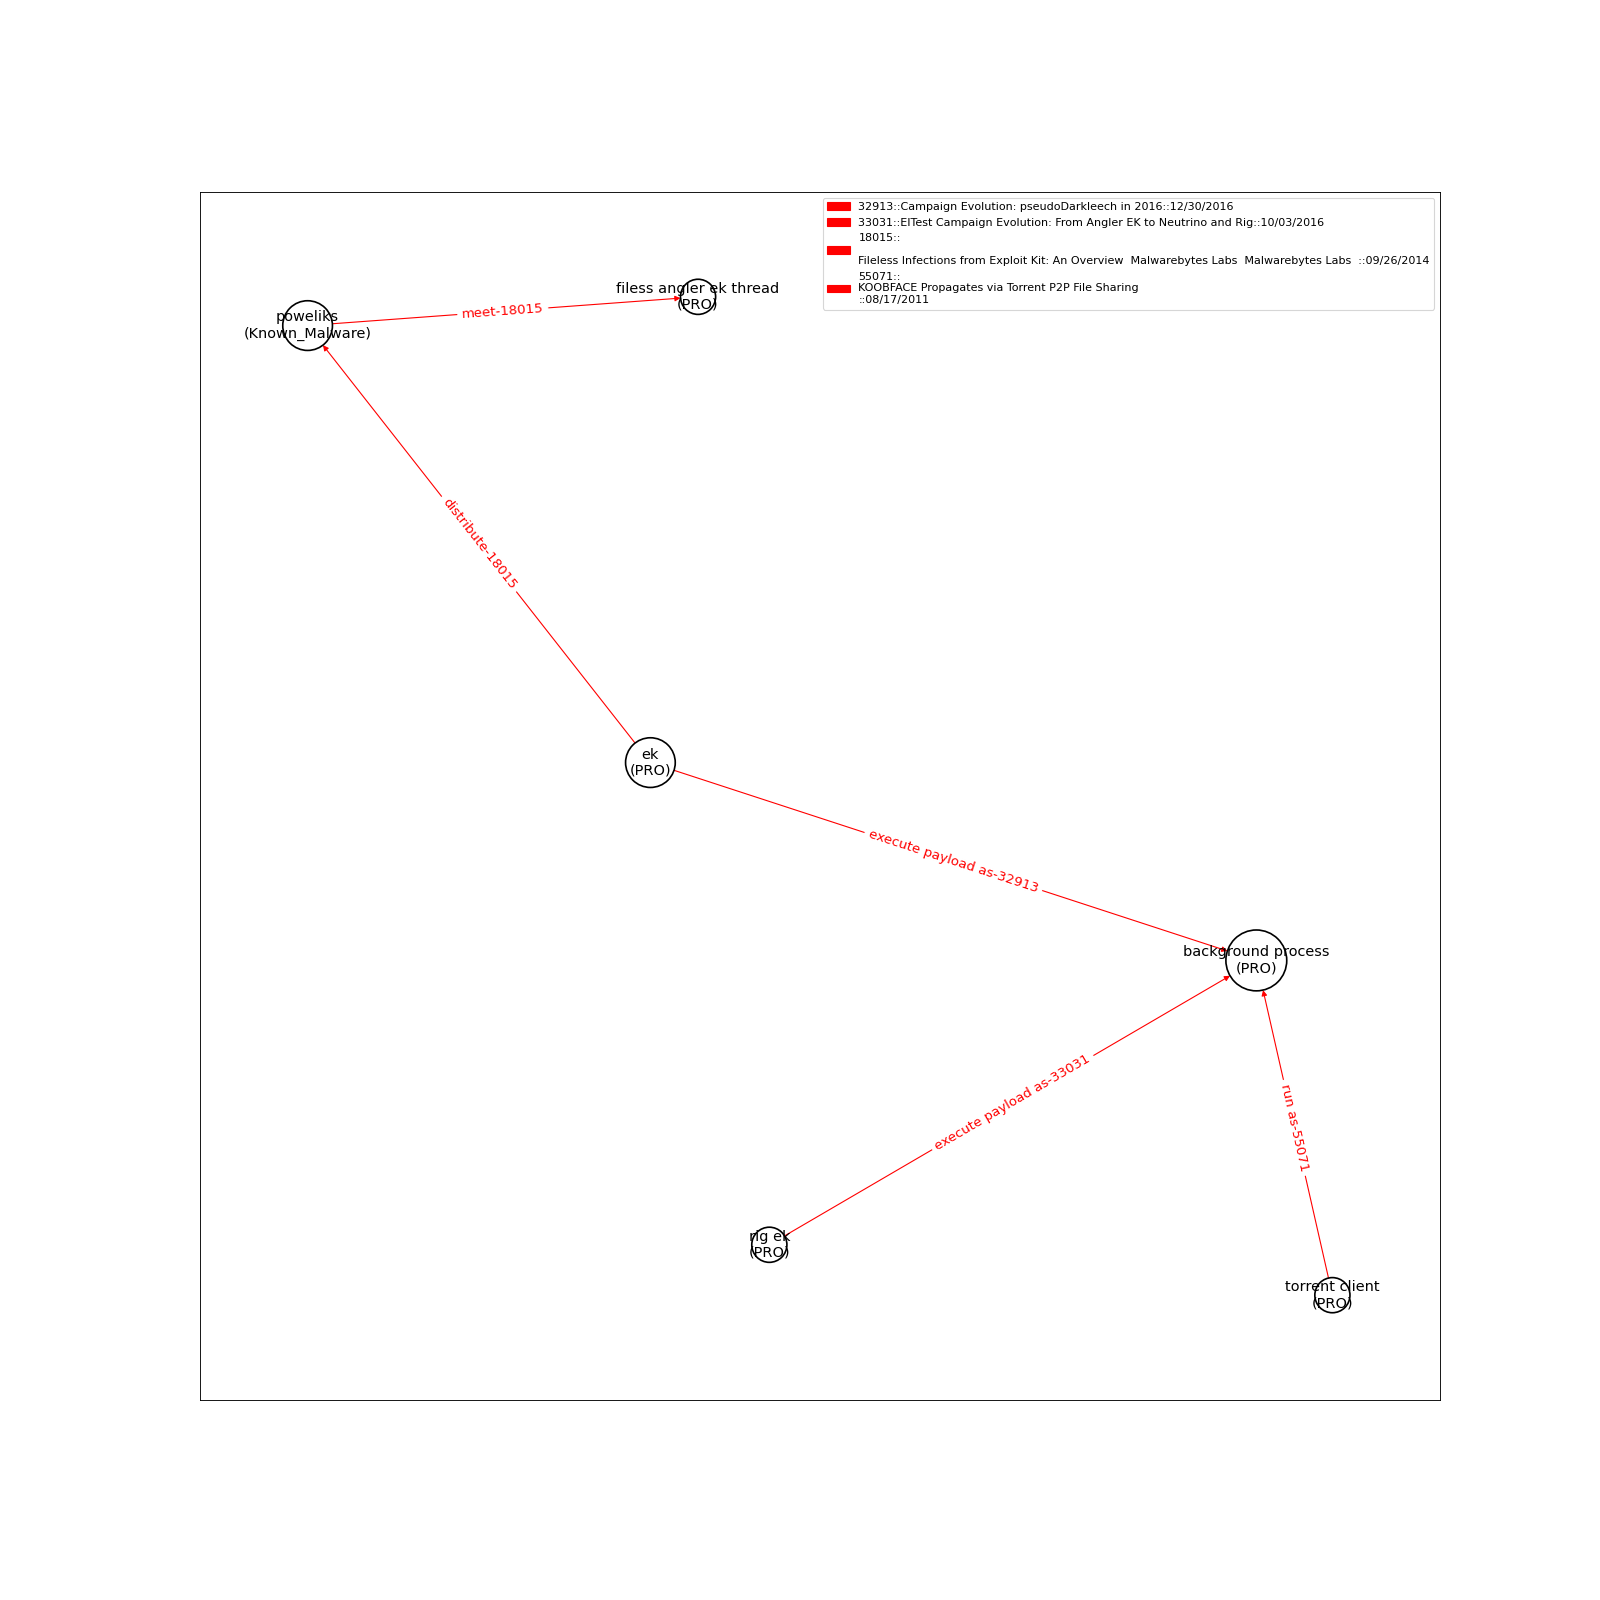 32913::Campaign Evolution: pseudoDarkleech in 2016::12/30/2016
33031::EITest Campaign Evolution: From Angler EK to Neutrino and Rig::10/03/2016
18015::
Fileless Infections from Exploit Kit: An Overview  Malwarebytes Labs  Malwarebytes Labs  ::09/26/2014
55071::
KOOBFACE Propagates via Torrent P2P File Sharing
::08/17/2011
filess angler ek thread
(PRO)
poweliks
(Known_Malware)
meet-18015
distribute-18015
ek
(PRO)
execute payload as-32913
background process
(PRO)
execute payload as-33031
run as-55071
rig ek
(PRO)
torrent client
(PRO)